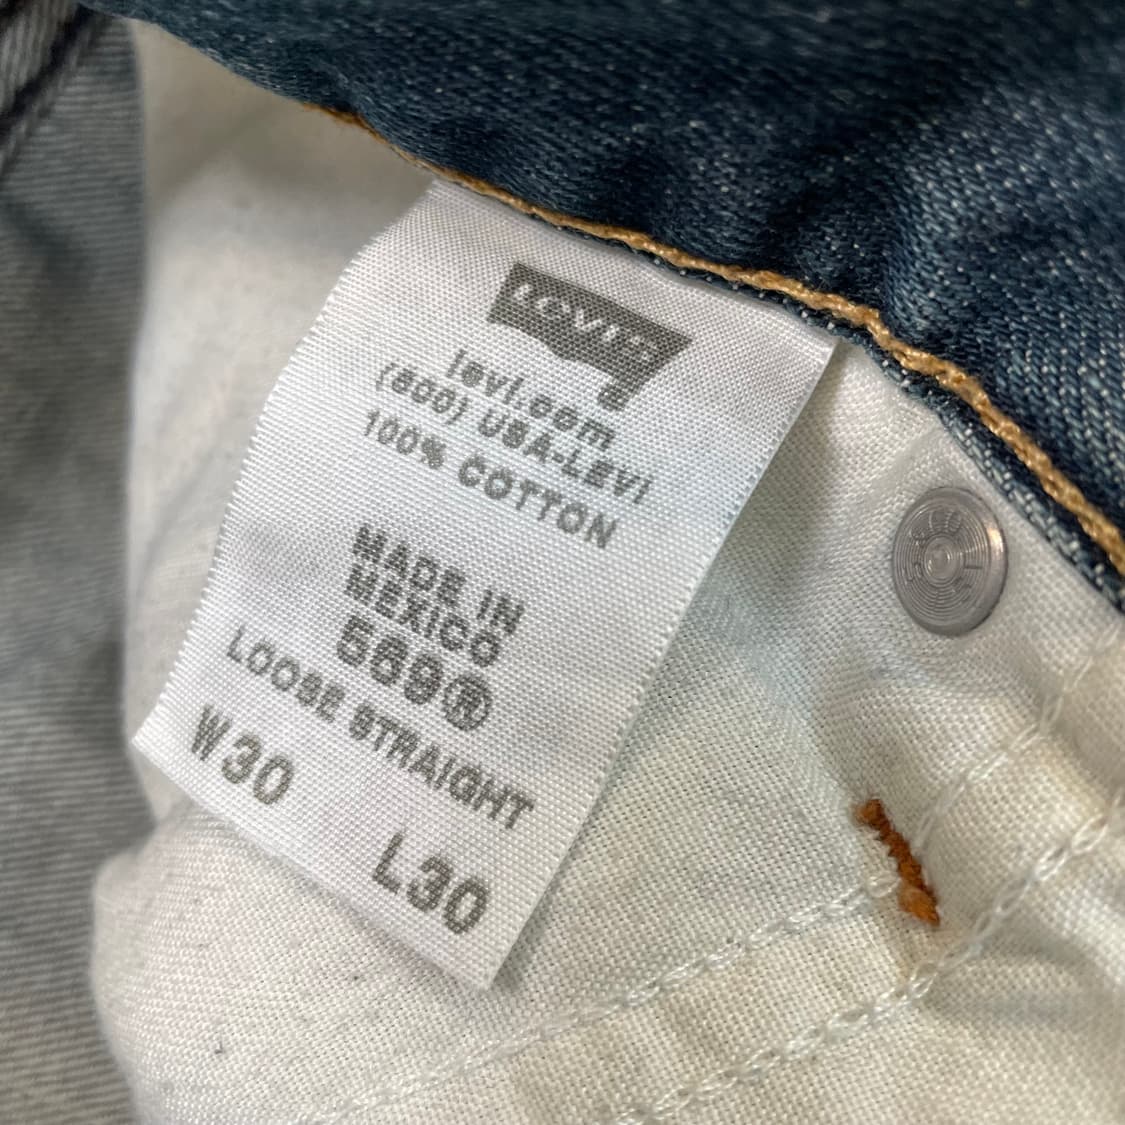 LEVI'S
levi.com
(800) USA-LEVI
100% COTTON
MADE IN
MEXICO
569®
LOOSE STRAIGHT
W30
L30